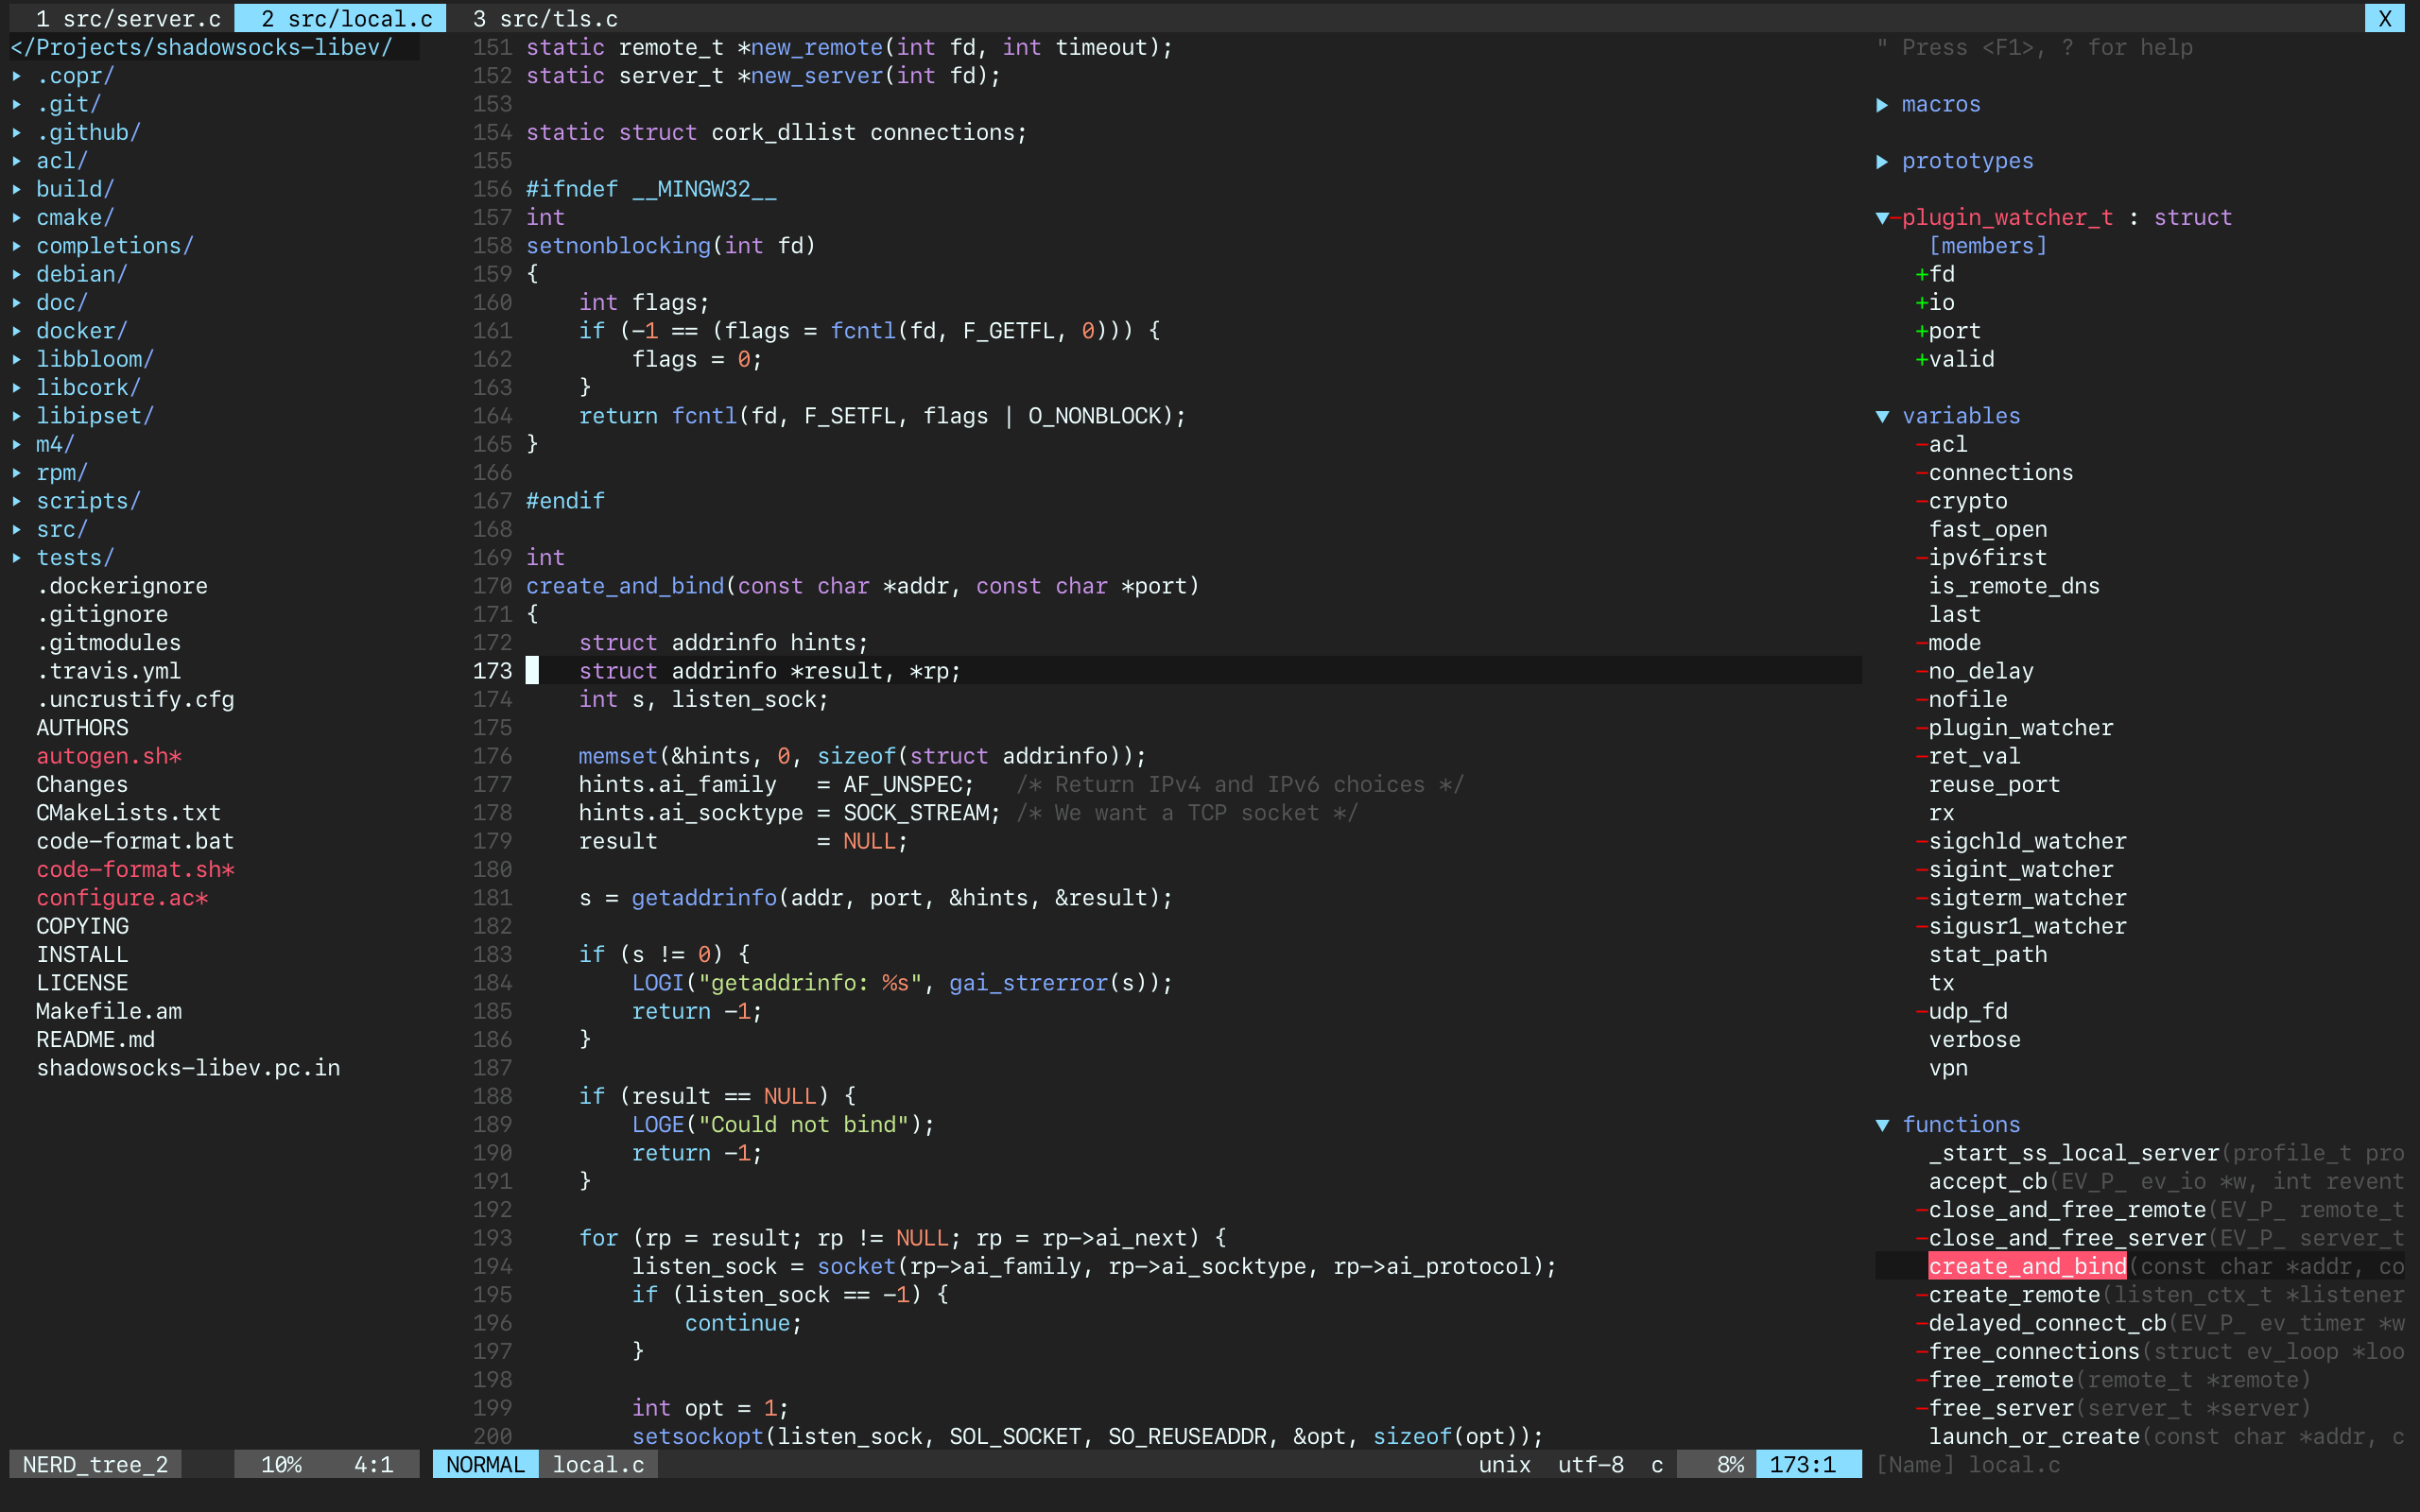 1 src/server.c  2 src/local.c  3 src/tls.c  X
</Projects/shadowsocks-libev/
▸ .copr/
▸ .git/
▸ .github/
▸ acl/
▸ build/
▸ cmake/
▸ completions/
▸ debian/
▸ doc/
▸ docker/
▸ libbloom/
▸ libcork/
▸ libipset/
▸ m4/
▸ rpm/
▸ scripts/
▸ src/
▸ tests/
.dockerignore
.gitignore
.gitmodules
.travis.yml
.uncrustify.cfg
AUTHORS
autogen.sh*
Changes
CMakeLists.txt
code-format.bat
code-format.sh*
configure.ac*
COPYING
INSTALL
LICENSE
Makefile.am
README.md
shadowsocks-libev.pc.in
151 static remote_t *new_remote(int fd, int timeout);
152 static server_t *new_server(int fd);
153
154 static struct cork_dllist connections;
155
156 #ifndef __MINGW32__
157 int
158 setnonblocking(int fd)
159 {
160     int flags;
161     if (-1 == (flags = fcntl(fd, F_GETFL, 0))) {
162         flags = 0;
163     }
164     return fcntl(fd, F_SETFL, flags | O_NONBLOCK);
165 }
166
167 #endif
168
169 int
170 create_and_bind(const char *addr, const char *port)
171 {
172     struct addrinfo hints;
173     struct addrinfo *result, *rp;
174     int s, listen_sock;
175
176     memset(&hints, 0, sizeof(struct addrinfo));
177     hints.ai_family   = AF_UNSPEC;   /* Return IPv4 and IPv6 choices */
178     hints.ai_socktype = SOCK_STREAM; /* We want a TCP socket */
179     result            = NULL;
180
181     s = getaddrinfo(addr, port, &hints, &result);
182
183     if (s != 0) {
184         LOGI("getaddrinfo: %s", gai_strerror(s));
185         return -1;
186     }
187
188     if (result == NULL) {
189         LOGE("Could not bind");
190         return -1;
191     }
192
193     for (rp = result; rp != NULL; rp = rp->ai_next) {
194         listen_sock = socket(rp->ai_family, rp->ai_socktype, rp->ai_protocol);
195         if (listen_sock == -1) {
196             continue;
197         }
198
199         int opt = 1;
200         setsockopt(listen_sock, SOL_SOCKET, SO_REUSEADDR, &opt, sizeof(opt));
" Press <F1>, ? for help
▶ macros
▶ prototypes
▼-plugin_watcher_t : struct
[members]
+fd
+io
+port
+valid
▼ variables
-acl
-connections
-crypto
fast_open
-ipv6first
is_remote_dns
last
-mode
-no_delay
-nofile
-plugin_watcher
-ret_val
reuse_port
rx
-sigchld_watcher
-sigint_watcher
-sigterm_watcher
-sigusr1_watcher
stat_path
tx
-udp_fd
verbose
vpn
▼ functions
_start_ss_local_server(profile_t pro
accept_cb(EV_P_ ev_io *w, int revent
-close_and_free_remote(EV_P_ remote_t
-close_and_free_server(EV_P_ server_t
create_and_bind(const char *addr, co
-create_remote(listen_ctx_t *listener
-delayed_connect_cb(EV_P_ ev_timer *w
-free_connections(struct ev_loop *loo
-free_remote(remote_t *remote)
-free_server(server_t *server)
launch_or_create(const char *addr, c
NERD_tree_2  10%  4:1  NORMAL  local.c  unix  utf-8  c  8%  173:1  [Name] local.c